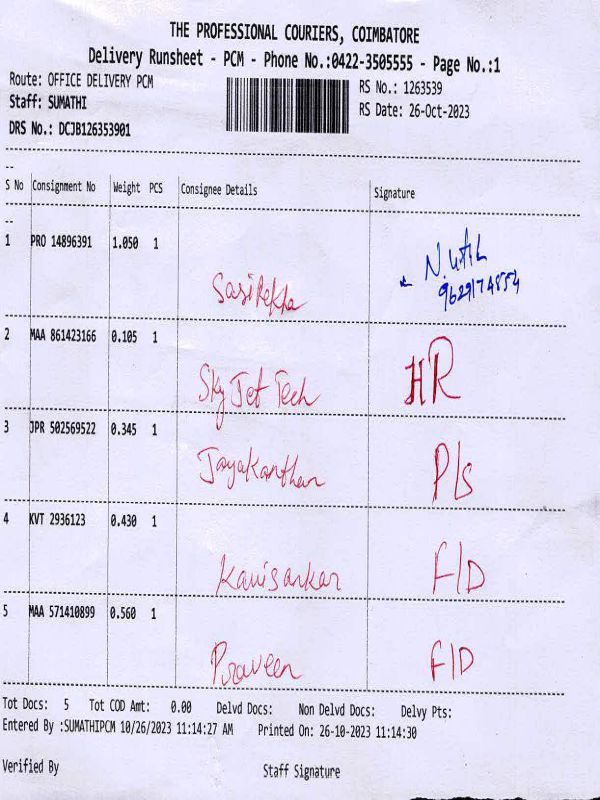 THE PROFESSIONAL COURIERS, COIMBATORE
Delivery Runsheet - PCM - Phone No.:0422-3505555 - Page No.:1
Route: OFFICE DELIVERY PCM
RS No.: 1263539
Staff: SUMATHI
RS Date: 26-Oct-2023
DRS No.: DCJB126353901
--
S No Consignment No Weight PCS Consignee Details Signature
--
1 PRO 14896391 1.050 1
Sasirekha
9629174854
2 MAA 861423166 0.105 1
Sky Jet Tech HR
3 JPR 502569522 0.345 1
Jayakanthan P/S
4 KVT 2936123 0.430 1
Kavisankar F/D
5 MAA 571410899 0.560 1
Praveen F/D
Tot Docs: 5 Tot COD Amt: 0.00 Delvd Docs: Non Delvd Docs: Delvy Pts:
Entered By :SUMATHIPCM 10/26/2023 11:14:27 AM Printed On: 26-10-2023 11:14:30
Verified By Staff Signature